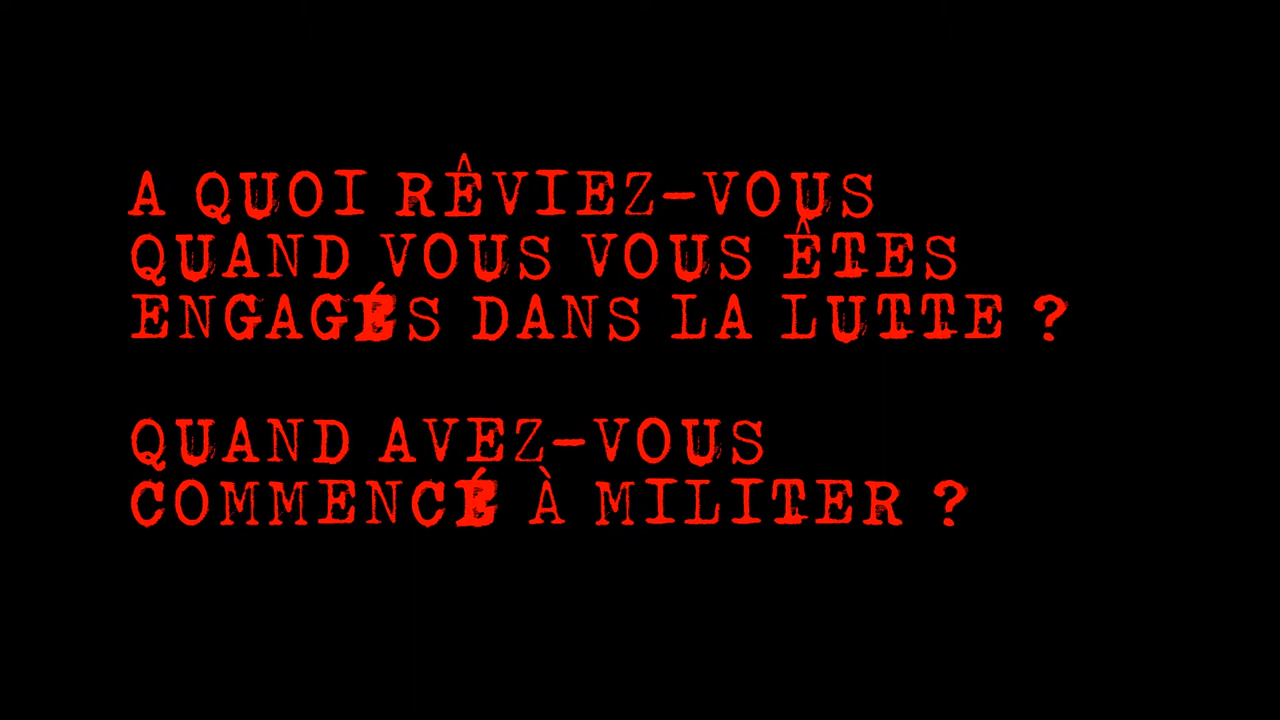 A QUOI RÊVIEZ-VOUS
QUAND VOUS VOUS ÊTES
ENGAGÉS DANS LA LUTTE ?
QUAND AVEZ-VOUS
COMMENCÉ À MILITER ?